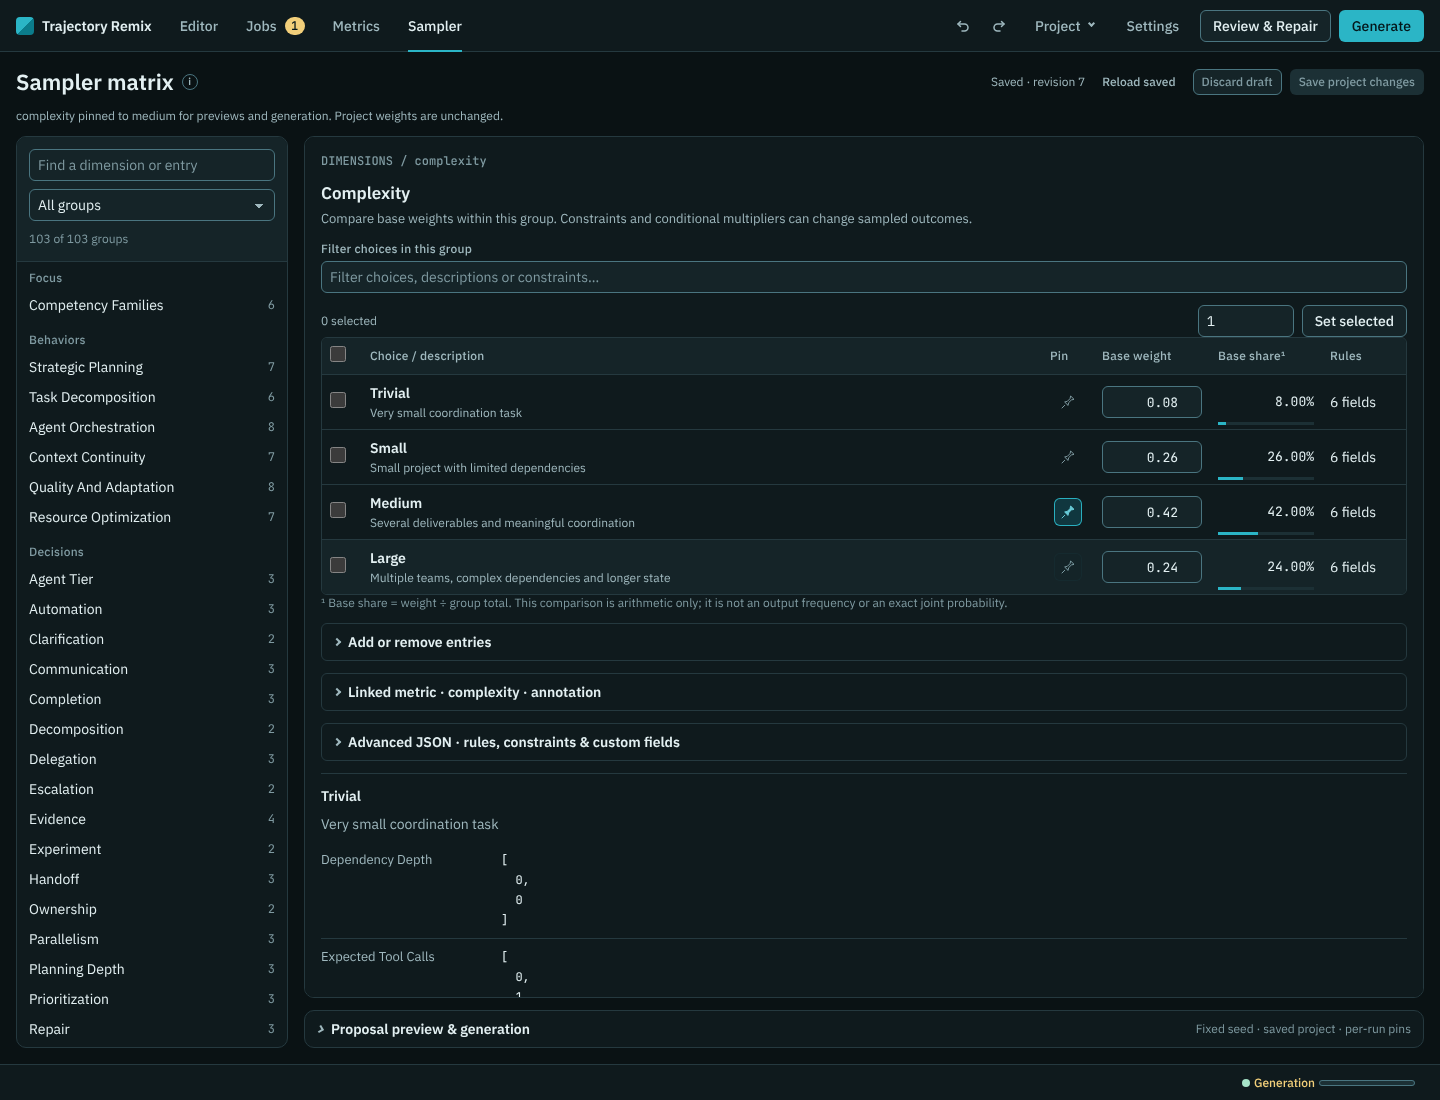 Trajectory Remix
Editor
Jobs 1
Metrics
Sampler
Project
Settings
Review & Repair
Generate
Sampler matrix i
Saved · revision 7
Reload saved
Discard draft
Save project changes
complexity pinned to medium for previews and generation. Project weights are unchanged.
Find a dimension or entry
All groups
103 of 103 groups
Focus
Competency Families 6
Behaviors
Strategic Planning 7
Task Decomposition 6
Agent Orchestration 8
Context Continuity 7
Quality And Adaptation 8
Resource Optimization 7
Decisions
Agent Tier 3
Automation 3
Clarification 2
Communication 3
Completion 3
Decomposition 2
Delegation 3
Escalation 2
Evidence 4
Experiment 2
Handoff 3
Ownership 2
Parallelism 3
Planning Depth 3
Prioritization 3
Repair 3
DIMENSIONS / complexity
Complexity
Compare base weights within this group. Constraints and conditional multipliers can change sampled outcomes.
Filter choices in this group
Filter choices, descriptions or constraints...
0 selected
1
Set selected
Choice / description Pin Base weight Base share¹ Rules
Trivial
Very small coordination task
0.08 8.00% 6 fields
Small
Small project with limited dependencies
0.26 26.00% 6 fields
Medium
Several deliverables and meaningful coordination
0.42 42.00% 6 fields
Large
Multiple teams, complex dependencies and longer state
0.24 24.00% 6 fields
¹ Base share = weight ÷ group total. This comparison is arithmetic only; it is not an output frequency or an exact joint probability.
Add or remove entries
Linked metric · complexity · annotation
Advanced JSON · rules, constraints & custom fields
Trivial
Very small coordination task
Dependency Depth [
0,
0
]
Expected Tool Calls [
0,
1
Proposal preview & generation
Fixed seed · saved project · per-run pins
Generation